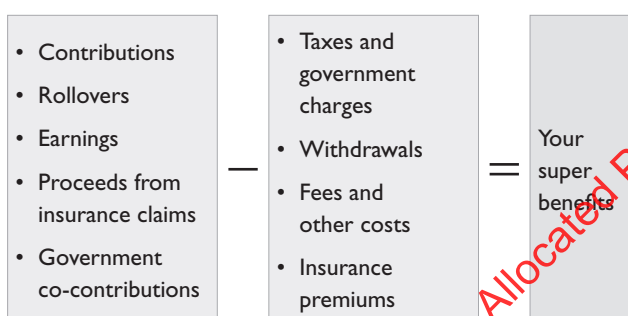 • Contributions
• Rollovers
• Earnings
• Proceeds from
insurance claims
• Government
co-contributions
—
• Taxes and
government
charges
• Withdrawals
• Fees and
other costs
• Insurance
premiums
=
Your
super
benefits
Allocated